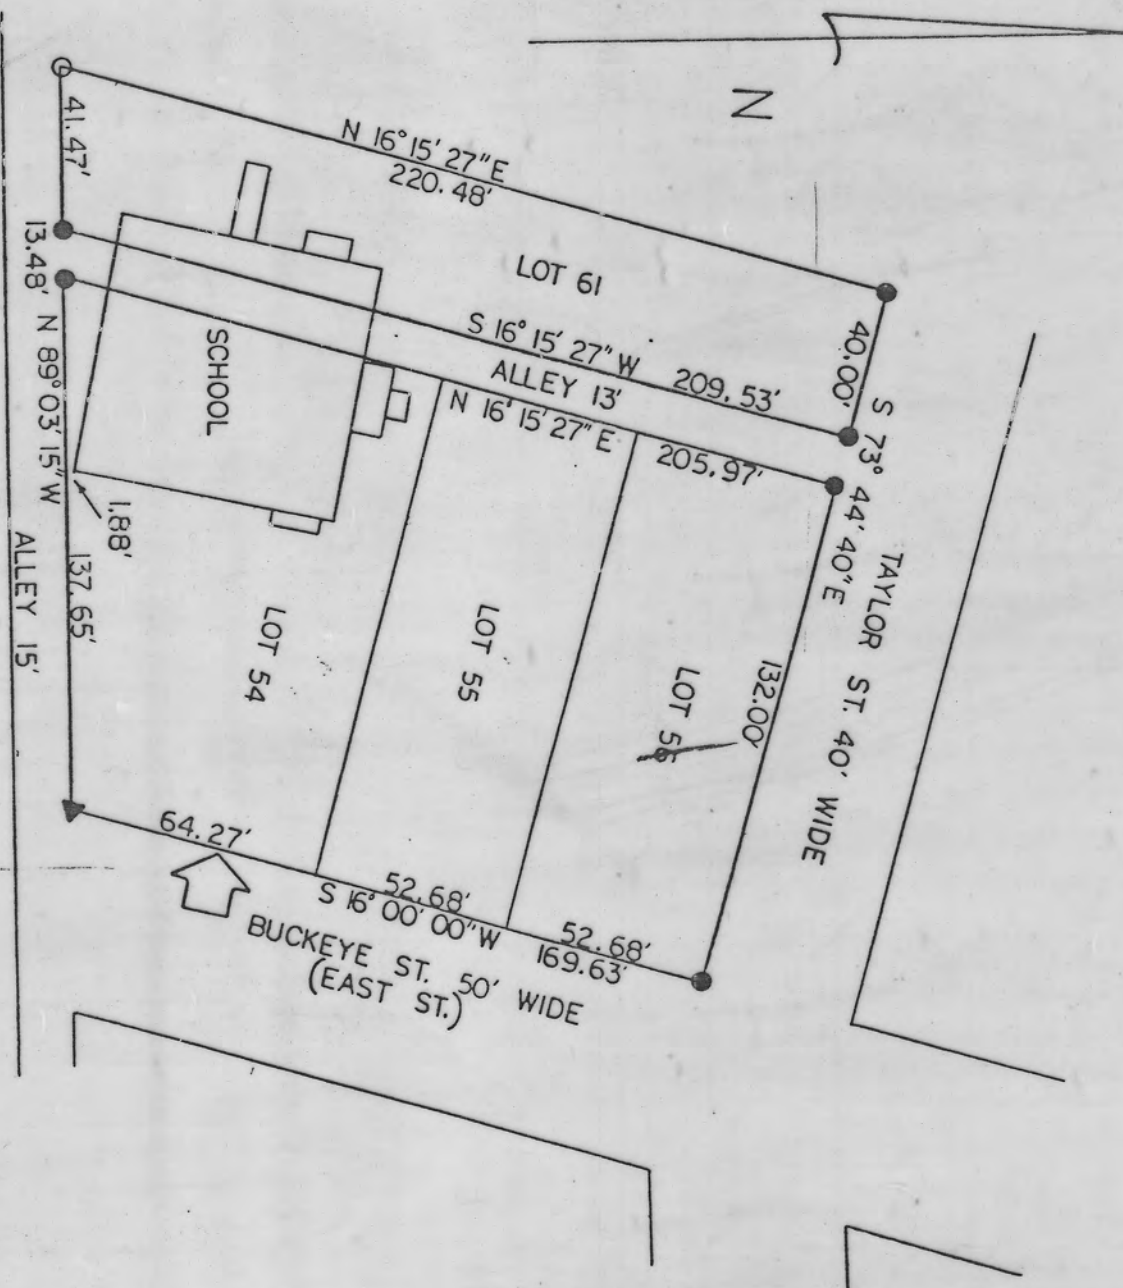 N
N 16° 15' 27" E
220.48'
LOT 61
40.00'
S 73° 44' 40" E
TAYLOR ST. 40' WIDE
132.00'
S 16° 15' 27" W
209.53'
ALLEY 13'
N 16° 15' 27" E
205.97'
41.47'
13.48'
N 89° 03' 15" W
137.65'
1.88'
ALLEY 15'
SCHOOL
LOT 54
LOT 55
LOT 56
64.27'
52.68'
52.68'
S 16° 00' 00" W
169.63'
BUCKEYE ST. 50' WIDE
(EAST ST.)